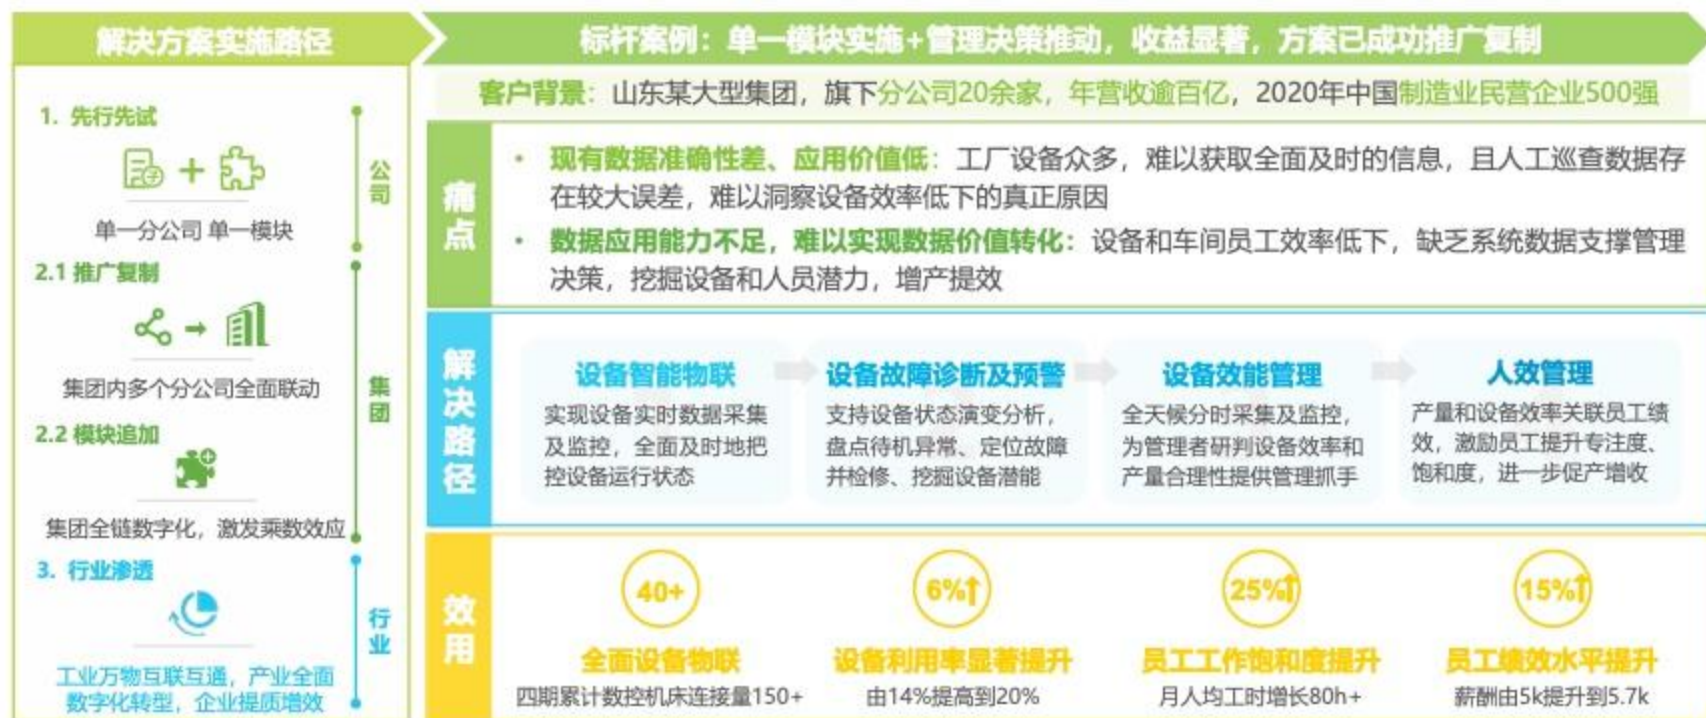 解决方案实施路径
1. 先行先试
单一分公司 单一模块
公司
2.1 推广复制
集团内多个分公司全面联动
2.2 模块追加
集团全链数字化，激发乘数效应
集团
3. 行业渗透
工业万物互联互通，产业全面
数字化转型，企业提质增效
行业
标杆案例：单一模块实施+管理决策推动，收益显著，方案已成功推广复制
客户背景：山东某大型集团，旗下分公司20余家，年营收逾百亿，2020年中国制造业民营企业500强
痛点
• 现有数据准确性差、应用价值低：工厂设备众多，难以获取全面及时的信息，且人工巡查数据存
在较大误差，难以洞察设备效率低下的真正原因
• 数据应用能力不足，难以实现数据价值转化：设备和车间员工效率低下，缺乏系统数据支撑管理
决策，挖掘设备和人员潜力，增产提效
解决路径
设备智能物联
实现设备实时数据采集
及监控，全面及时地把
控设备运行状态
设备故障诊断及预警
支持设备状态演变分析，
盘点待机异常、定位故障
并检修、挖掘设备潜能
设备效能管理
全天候分时采集及监控，
为管理者研判设备效率和
产量合理性提供管理抓手
人效管理
产量和设备效率关联员工绩
效，激励员工提升专注度、
饱和度，进一步促产增收
效用
40+
全面设备物联
四期累计数控机床连接量150+
6%↑
设备利用率显著提升
由14%提高到20%
25%↑
员工工作饱和度提升
月人均工时增长80h+
15%↑
员工绩效水平提升
薪酬由5k提升到5.7k